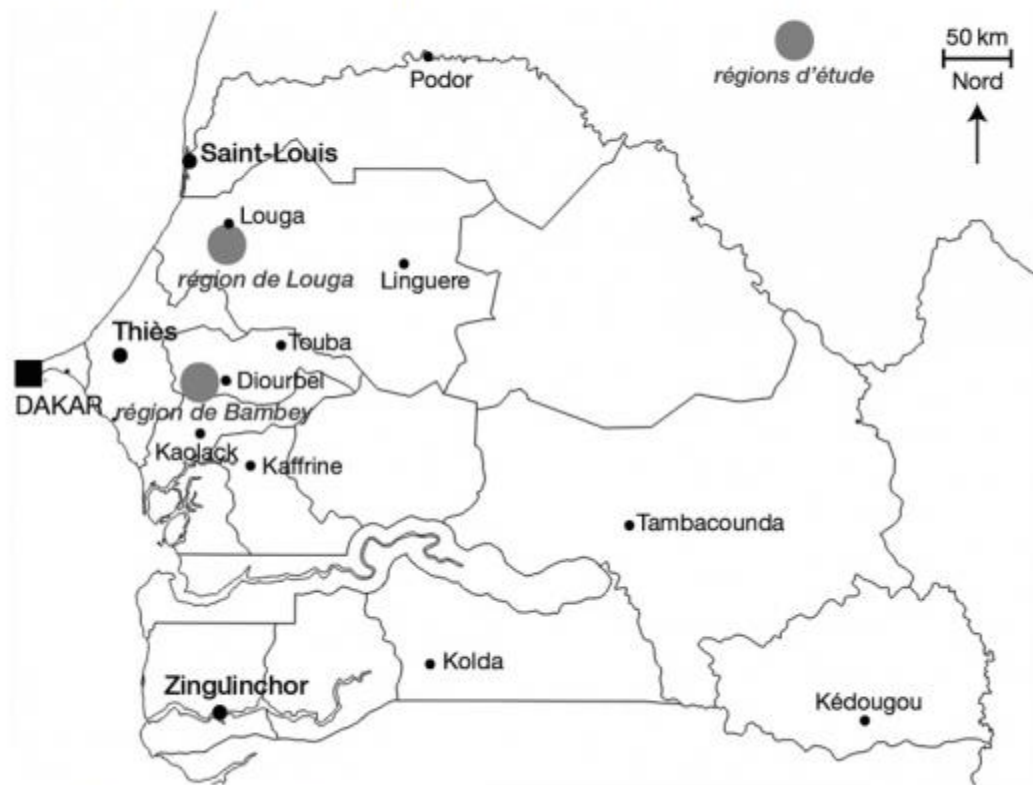 50 km
régions d'étude
Nord
Podor
Saint-Louis
Louga
région de Louga
Linguere
Thiès
Touba
Diourbel
DAKAR
région de Bambey
Kaolack
Kaffrine
Tambacounda
Kolda
Zinguinchor
Kédougou